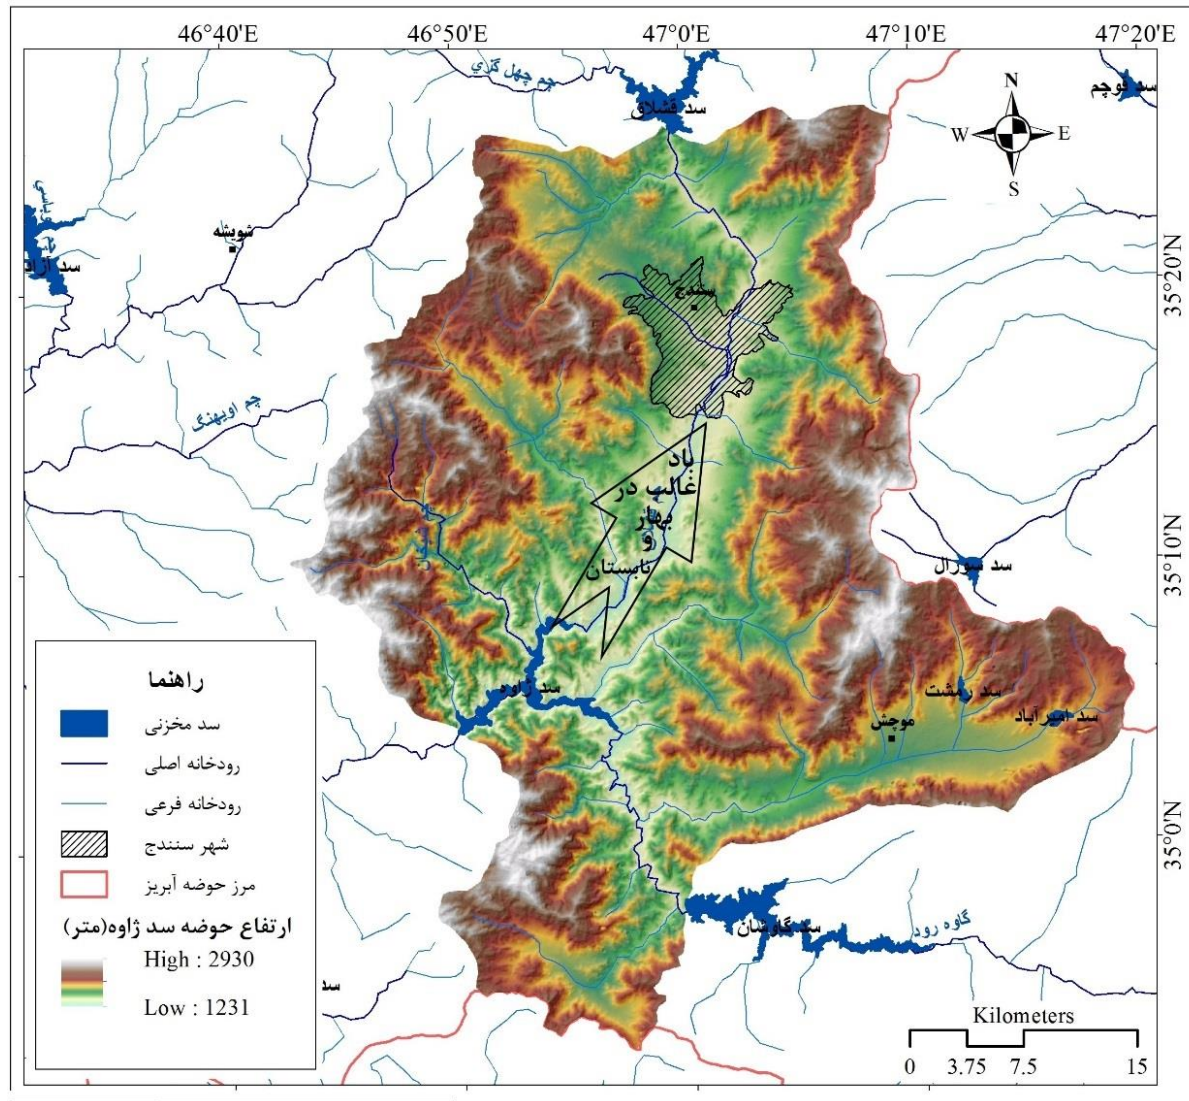 46°40'E
46°50'E
47°0'E
47°10'E
47°20'E
چم چهل گزی
سد قشلاق
سد قوچم
N
W
E
S
شویشه
سد آزاد
سنندج
35°20'N
چم اویهنگ
باد
غالب در
بهار
و
تابستان
سد سورال
35°10'N
سد ژاوه
سد رمشت
سد امیرآباد
موچش
35°0'N
سد گاوشان
گاوه رود
سد
راهنما
سد مخزنی
رودخانه اصلی
رودخانه فرعی
شهر سنندج
مرز حوضه آبریز
ارتفاع حوضه سد ژاوه(متر)
High : 2930
Low : 1231
Kilometers
0 3.75 7.5 15